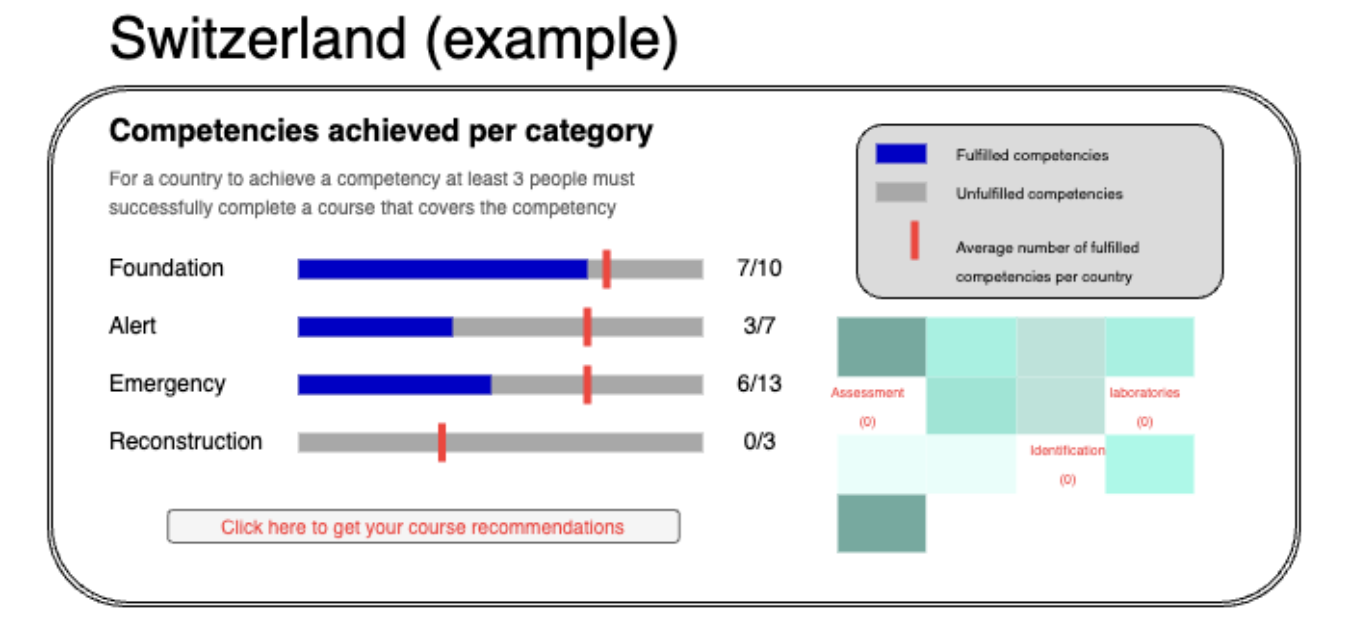 Switzerland (example)
Competencies achieved per category
For a country to achieve a competency at least 3 people must
successfully complete a course that covers the competency
Foundation 7/10
Alert 3/7
Emergency 6/13
Reconstruction 0/3
Click here to get your course recommendations
Fulfilled competencies
Unfulfilled competencies
Average number of fulfilled
competencies per country
Assessment
(0)
laboratories
(0)
Identification
(0)